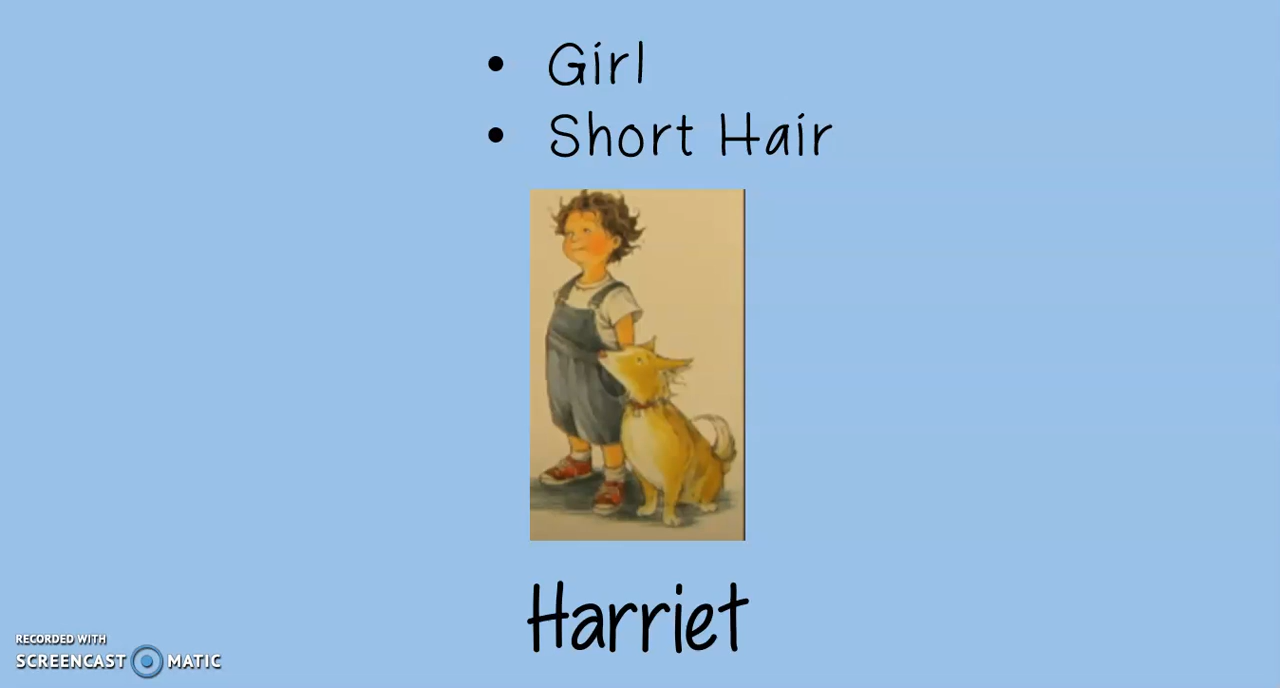 • Girl
• Short Hair
Harriet
RECORDED WITH
SCREENCAST MATIC